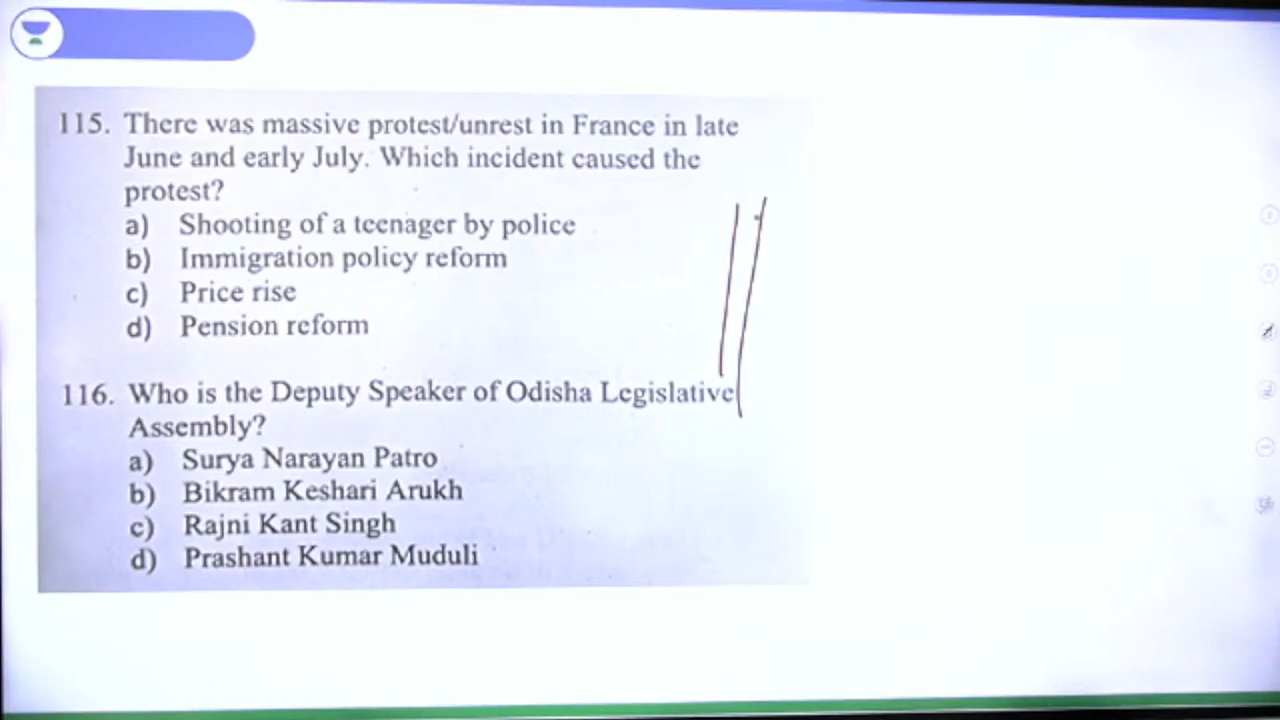 115. There was massive protest/unrest in France in late
June and early July. Which incident caused the
protest?
a) Shooting of a teenager by police
b) Immigration policy reform
c) Price rise
d) Pension reform
116. Who is the Deputy Speaker of Odisha Legislative
Assembly?
a) Surya Narayan Patro
b) Bikram Keshari Arukh
c) Rajni Kant Singh
d) Prashant Kumar Muduli